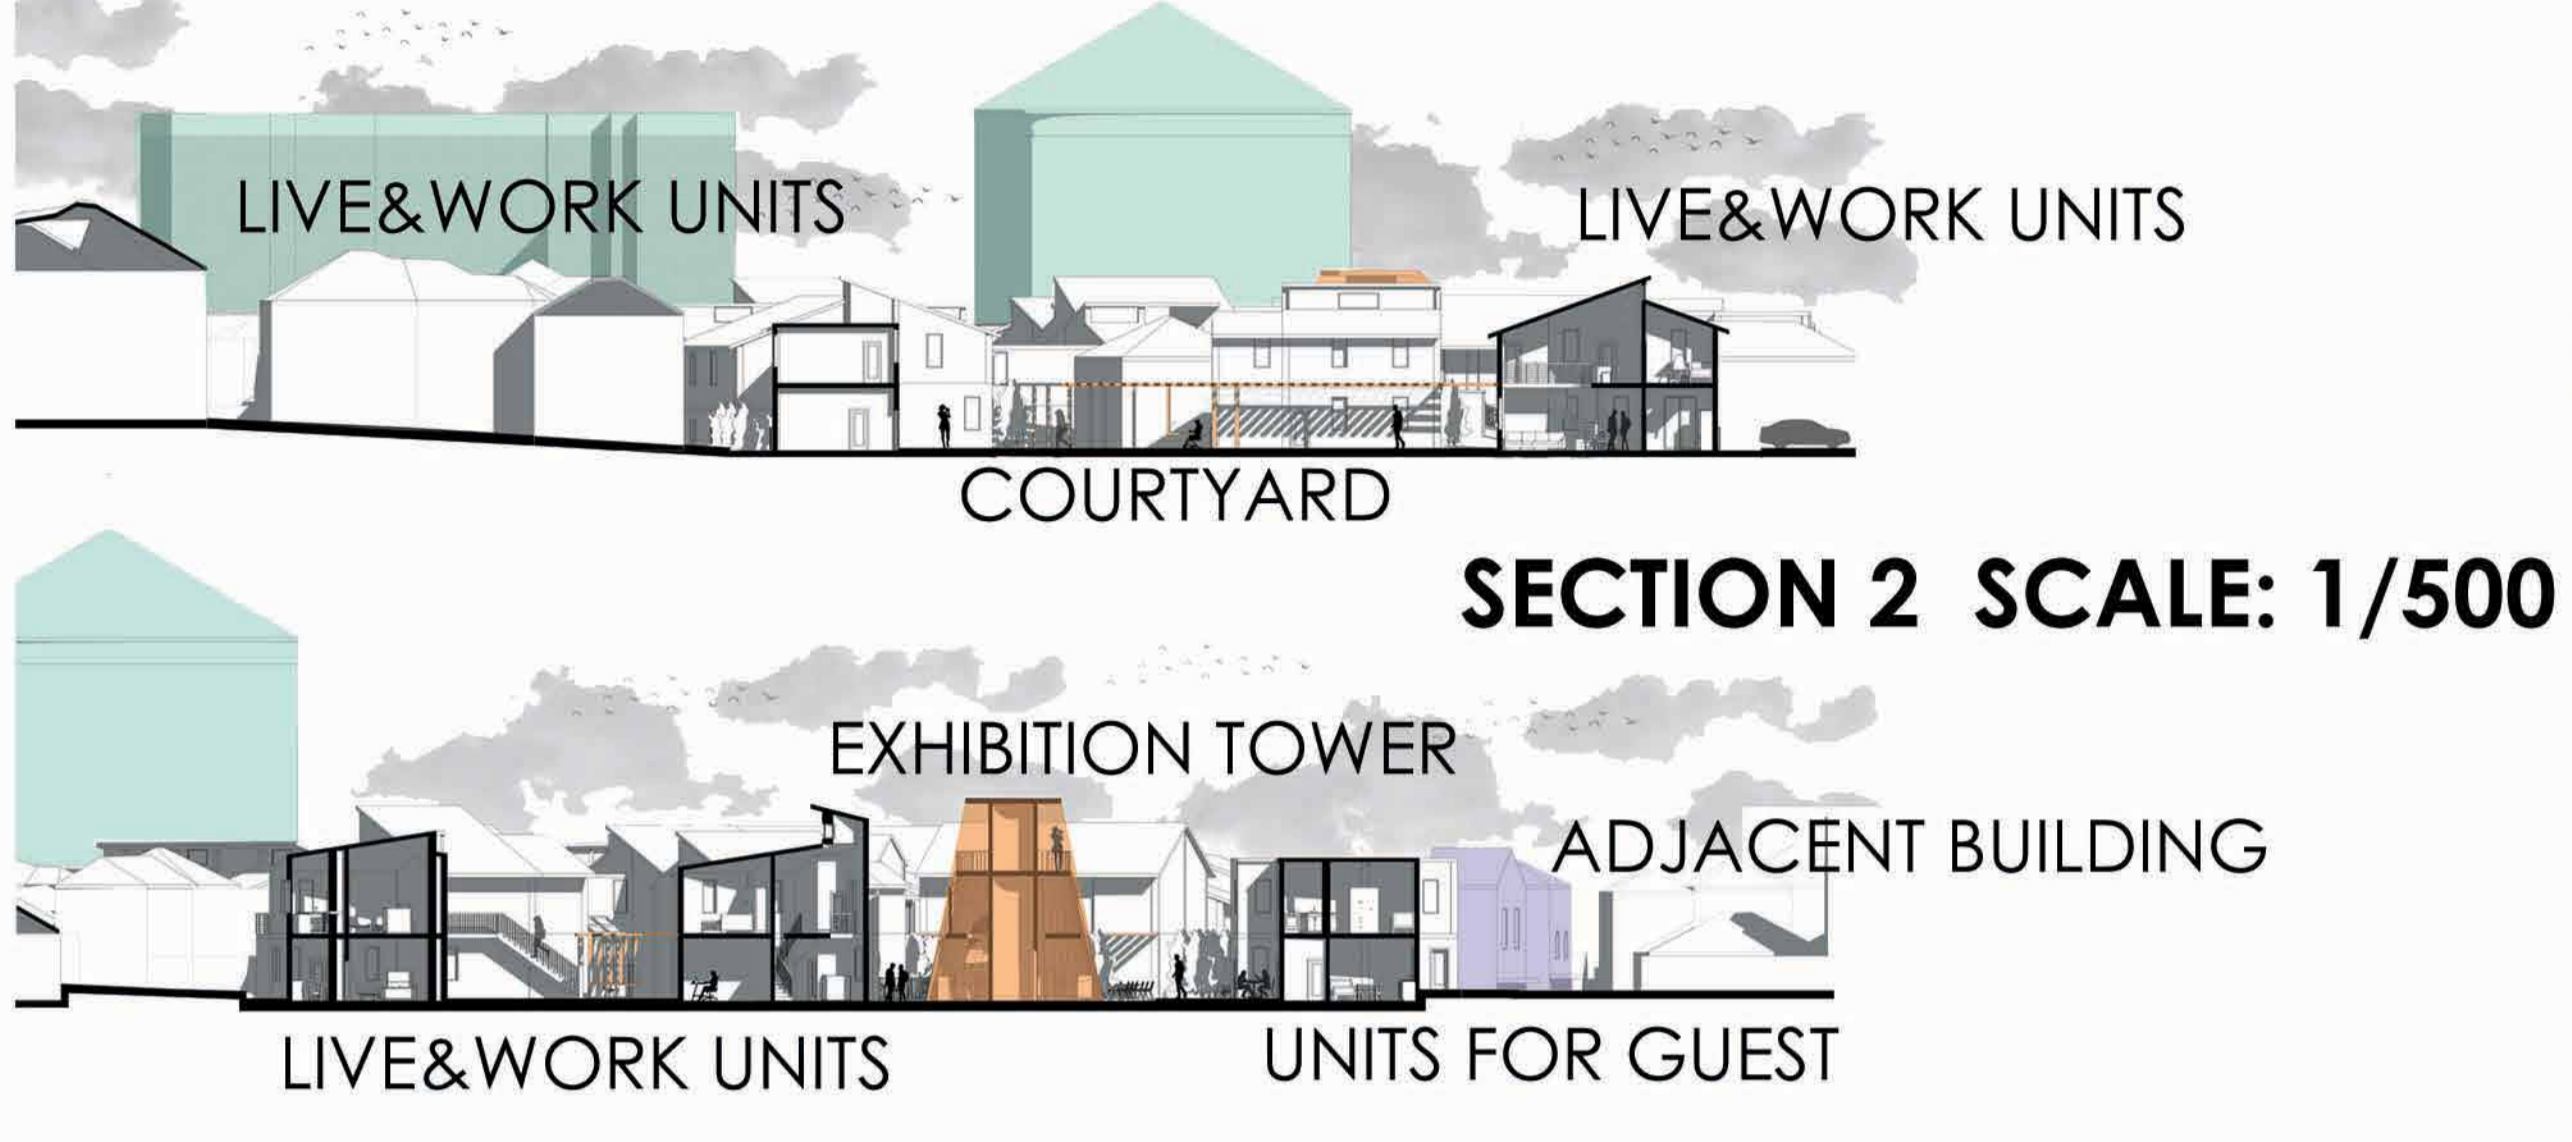 LIVE&WORK UNITS
LIVE&WORK UNITS
COURTYARD
SECTION 2 SCALE: 1/500
EXHIBITION TOWER
ADJACENT BUILDING
LIVE&WORK UNITS
UNITS FOR GUEST